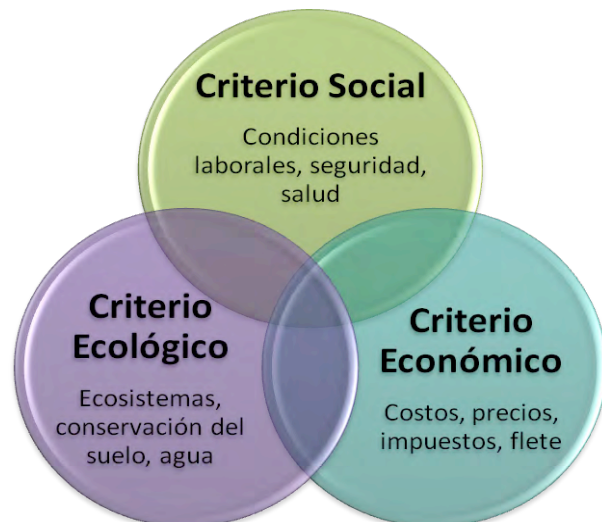 Criterio Social
Condiciones
laborales, seguridad,
salud
Criterio
Ecológico
Ecosistemas,
conservación del
suelo, agua
Criterio
Económico
Costos, precios,
impuestos, flete